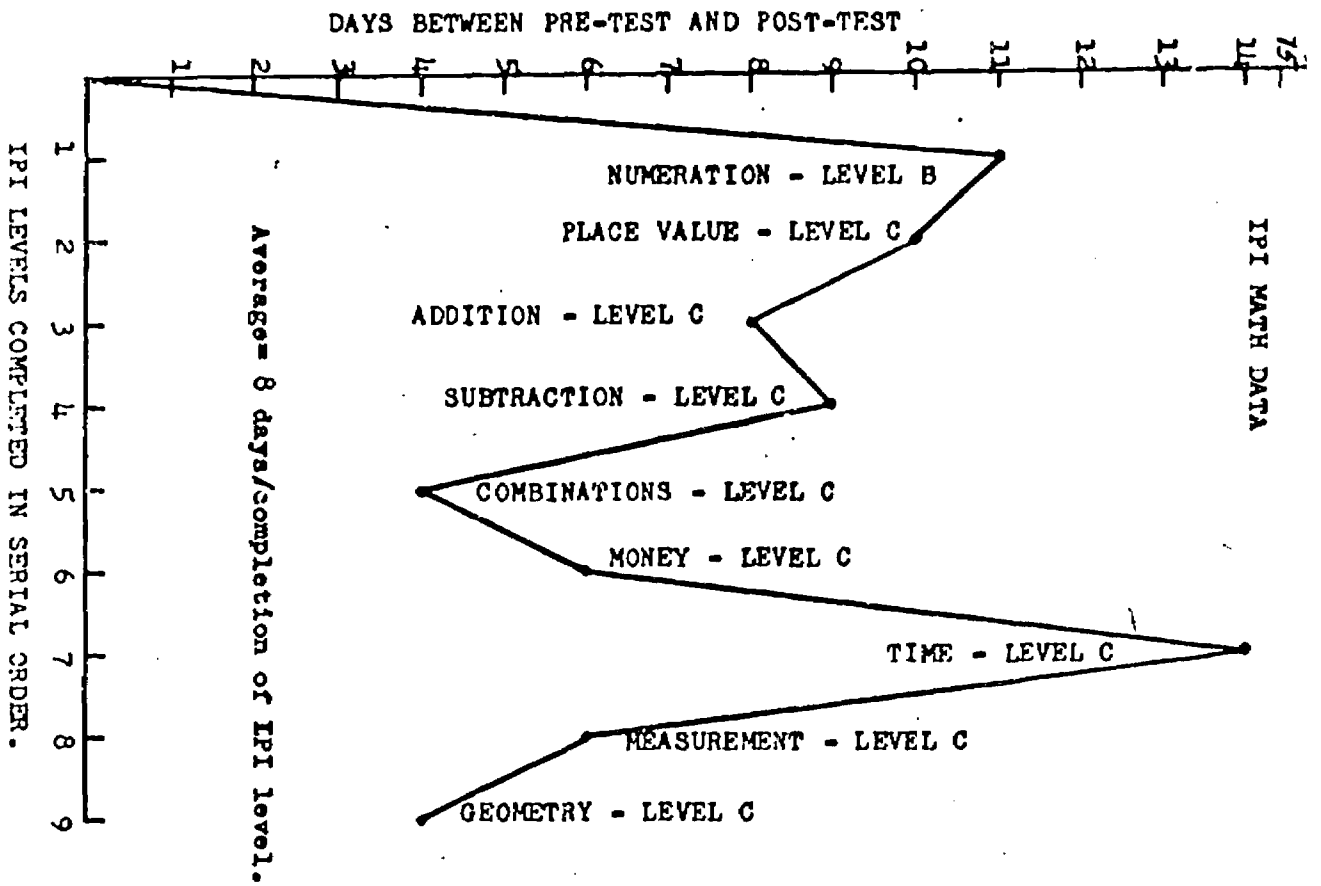 DAYS BETWEEN PRE-TEST AND POST-TEST
1 2 3 4 5 6 7 8 9 10 11 12 13 14 15
IPI MATH DATA
IPI LEVELS COMPLETED IN SERIAL ORDER.
1
2
3
4
5
6
7
8
9
NUMERATION - LEVEL B
PLACE VALUE - LEVEL C
ADDITION - LEVEL C
SUBTRACTION - LEVEL C
COMBINATIONS - LEVEL C
MONEY - LEVEL C
TIME - LEVEL C
MEASUREMENT - LEVEL C
GEOMETRY - LEVEL C
Average= 8 days/completion of IPI level.